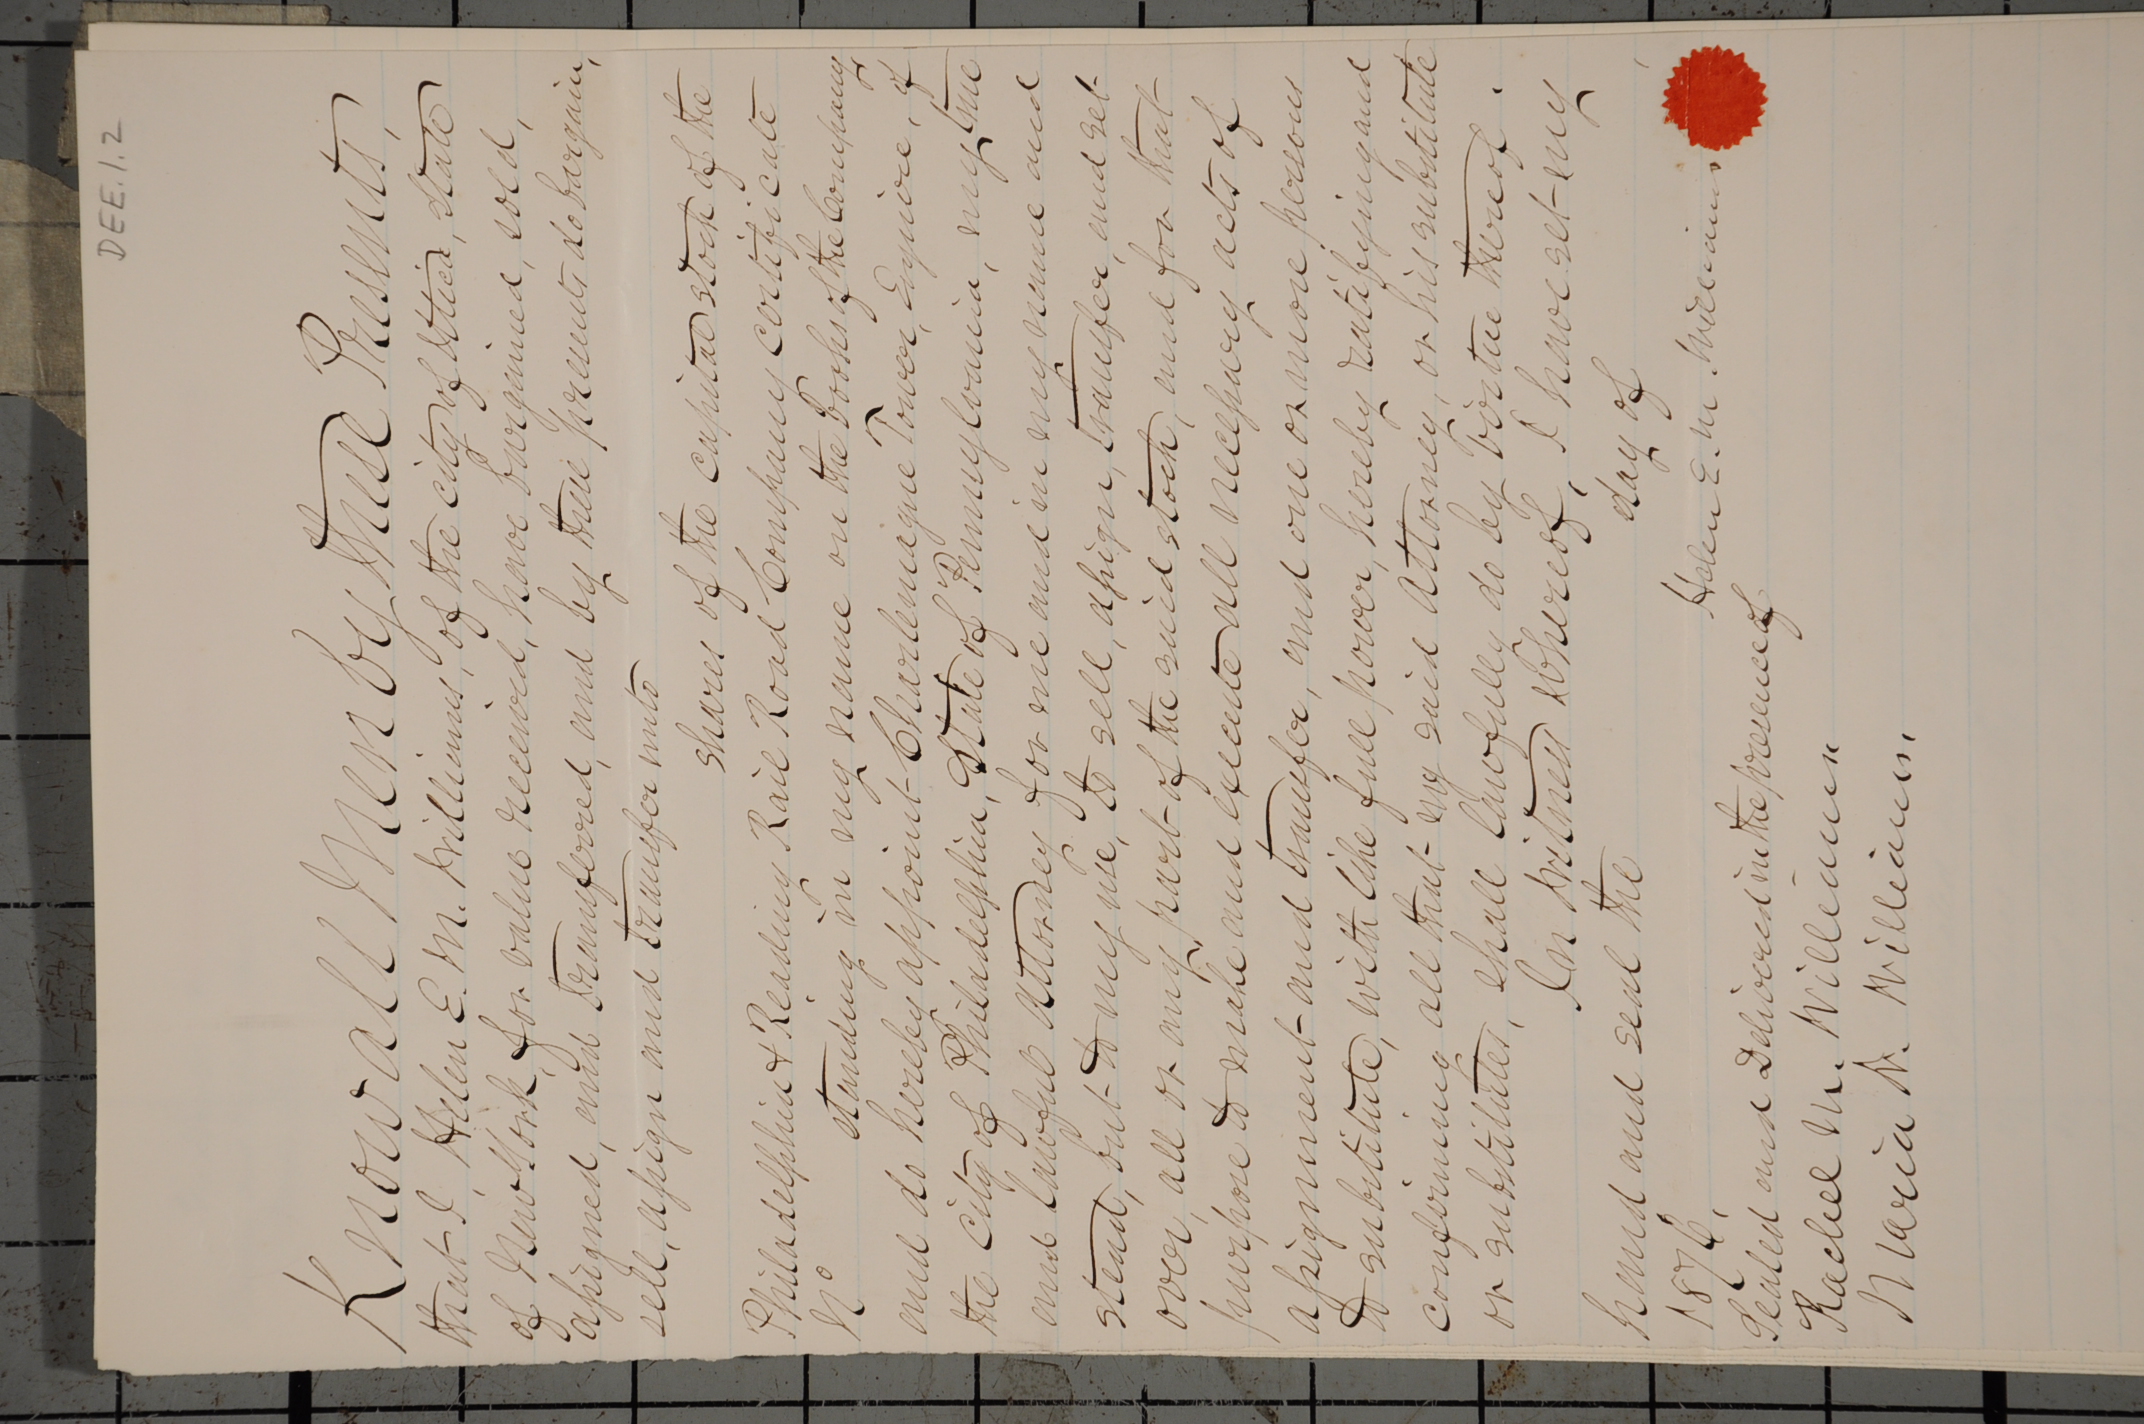 DEE.1.2
Know all Men by these Presents,
that I, Helen E. M. Williams, of the city of Utica, State
of New York, for value received, have bargained, sold,
assigned, and transferred, and by these presents do bargain,
sell, assign and transfer unto
shares of the capital stock of the
Philadelphia & Reading Rail Road Company certificate
No standing in my name on the books of the Company
and do hereby appoint Charlemagne Tower, Esquire, of
the City of Philadelphia, State of Pennsylvania, my true
and lawful Attorney for me and in my name and
stead, but to my use, to sell, assign, transfer, and set
over, all or any part of the said stock, and for that
purpose to make and execute all necessary acts of
assignment and transfer, and one or more persons
to substitute, with like full power, hereby ratifying and
confirming all that my said Attorney, or his substitute
or substitutes, shall lawfully do by virtue thereof.
In Witness Whereof, I have set my
hand and seal the day of
1876.
Helen E. M. Williams
Sealed and Delivered in the presence of
Rachel M. Williams
Maria W. Williams.